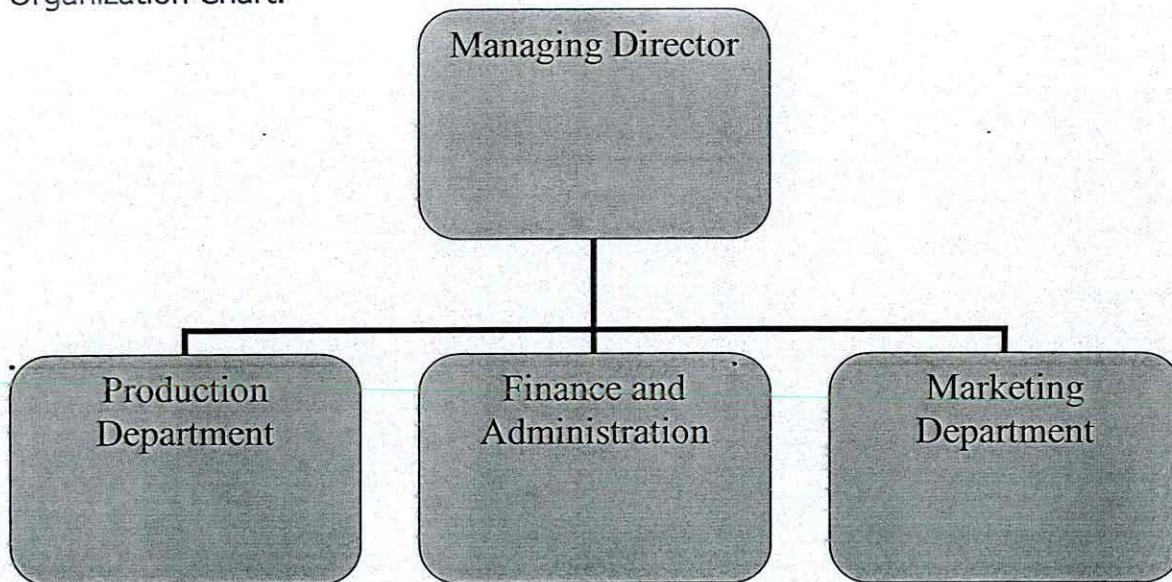 Organization Chart.
Managing Director
Production
Department
Finance and
Administration
Marketing
Department